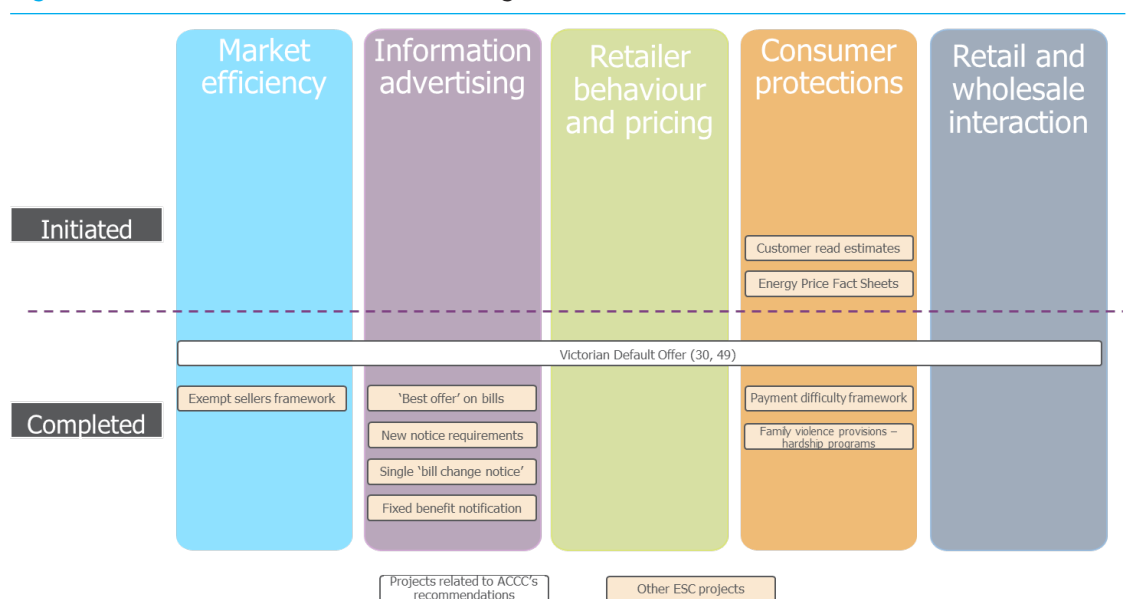 Market
efficiency
Information
advertising
Retailer
behaviour
and pricing
Consumer
protections
Retail and
wholesale
interaction
Initiated
Customer read estimates
Energy Price Fact Sheets
Victorian Default Offer (30, 49)
Completed
Exempt sellers framework
‘Best offer’ on bills
New notice requirements
Single ‘bill change notice’
Fixed benefit notification
Payment difficulty framework
Family violence provisions –
hardship programs
Projects related to ACCC's
recommendations
Other ESC projects